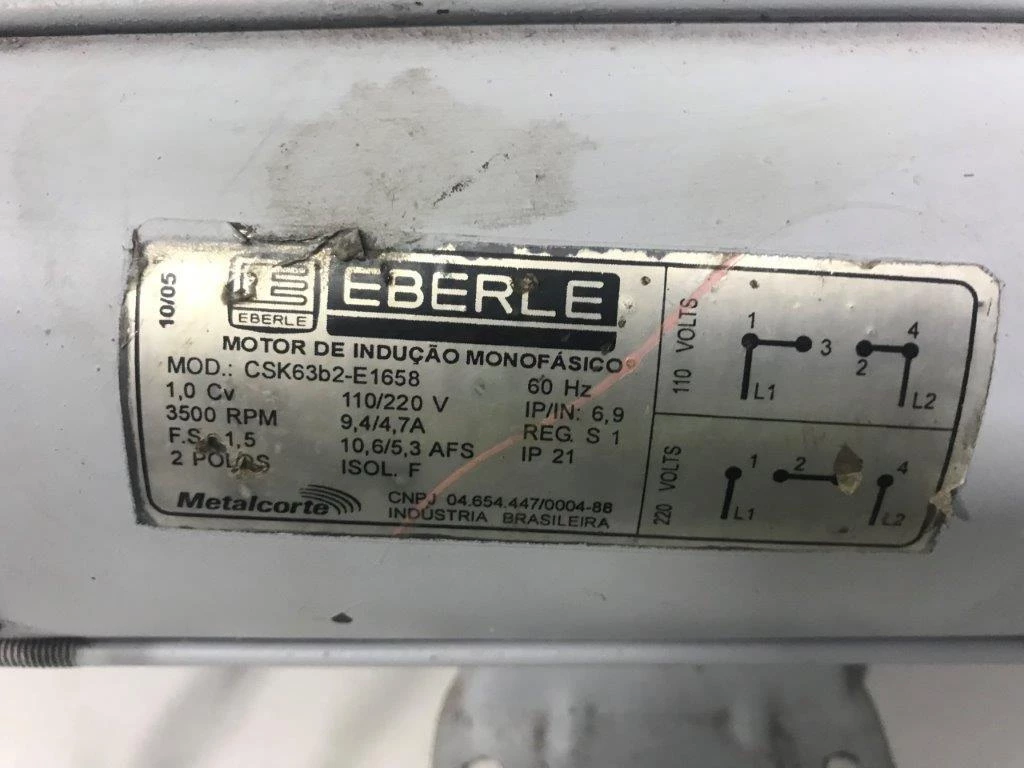 10/05
EBERLE
EBERLE
MOTOR DE INDUÇÃO MONOFÁSICO
MOD.: CSK63b2-E1658
1,0 Cv 110/220 V 60 Hz
3500 RPM 9,4/4,7A IP/IN: 6,9
F.S. 1,5 10,6/5,3 AFS REG. S 1
2 POLOS ISOL. F IP 21
Metalcorte
CNPJ 04.654.447/0004-88
INDÚSTRIA BRASILEIRA
110 VOLTS
1 3 4
2
L1 L2
220 VOLTS
1 2 4
L1 L2